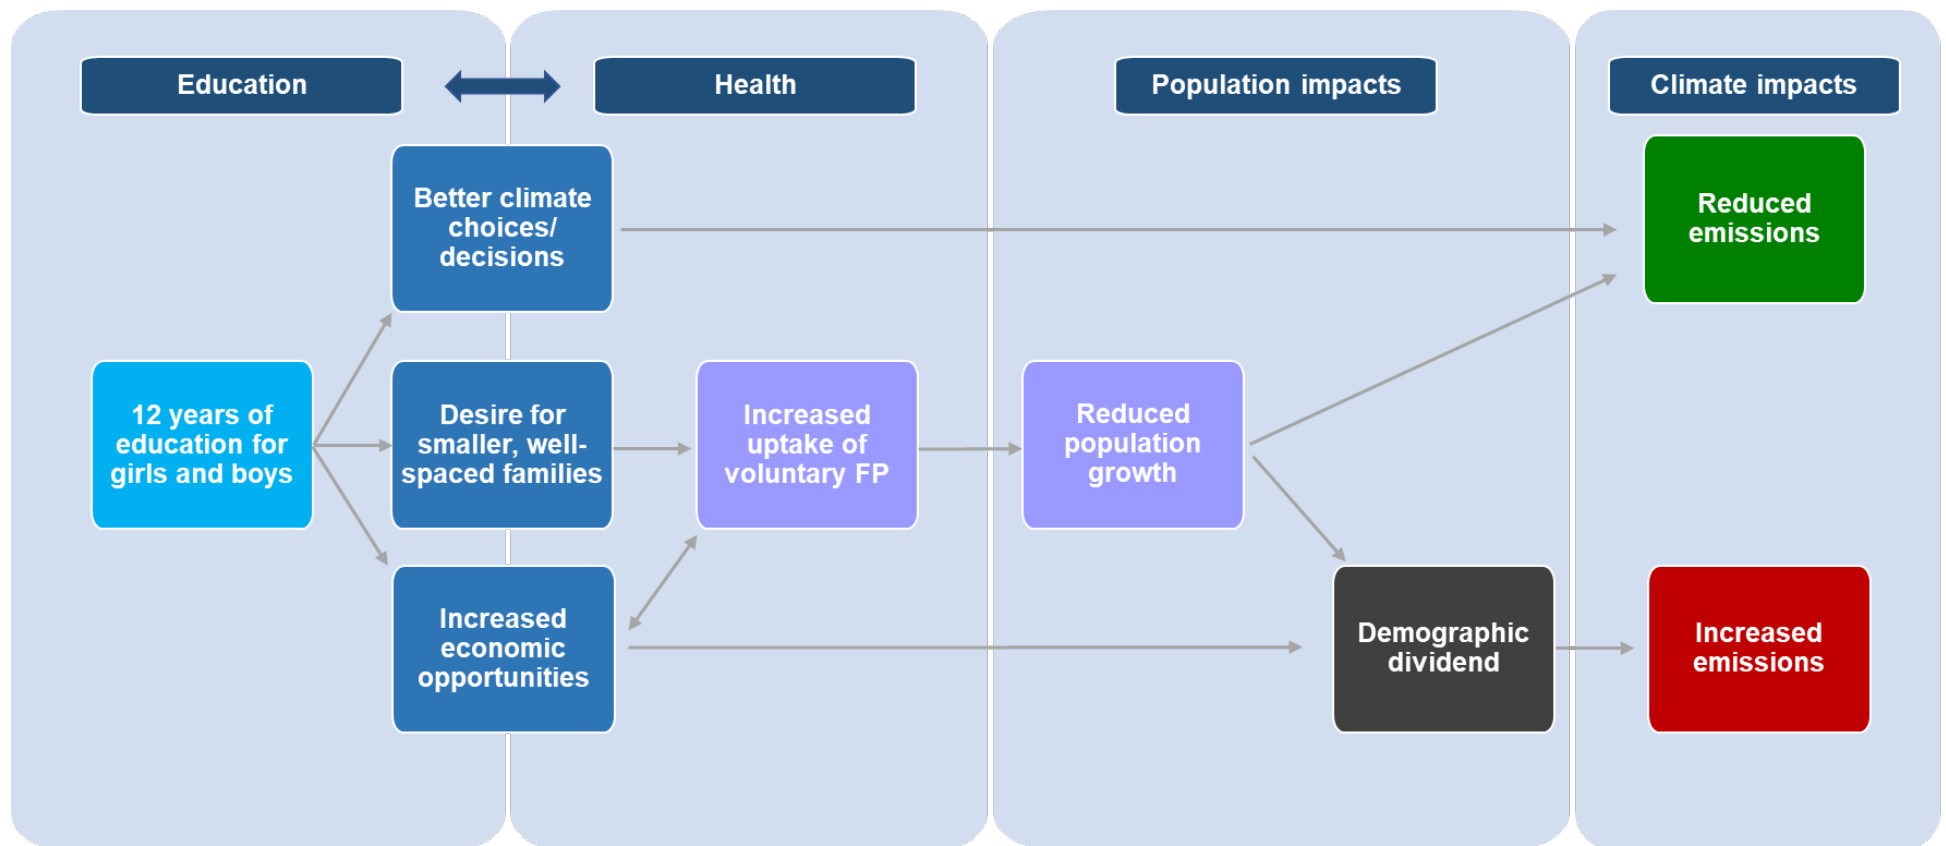 Education
Health
Population impacts
Climate impacts
Better climate
choices/
decisions
Reduced
emissions
12 years of
education for
girls and boys
Desire for
smaller, well-
spaced families
Increased
uptake of
voluntary FP
Reduced
population
growth
Increased
economic
opportunities
Demographic
dividend
Increased
emissions